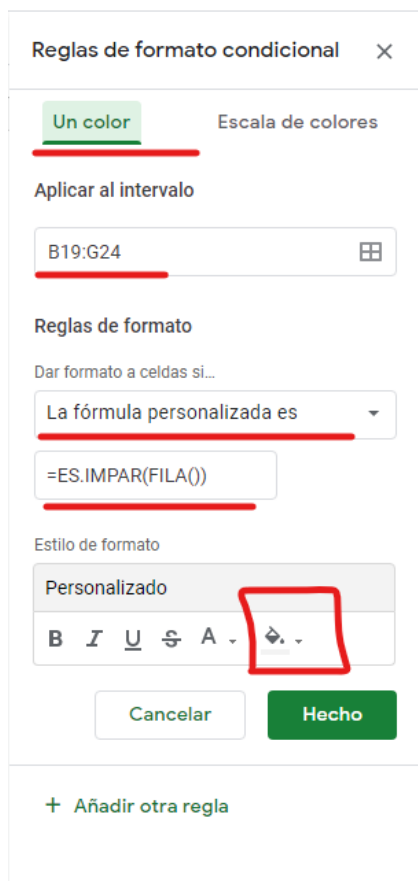 Reglas de formato condicional
Un color Escala de colores
Aplicar al intervalo
B19:G24
Reglas de formato
Dar formato a celdas si...
La fórmula personalizada es
=ES.IMPAR(FILA())
Estilo de formato
Personalizado
B I U S A
Cancelar Hecho
+ Añadir otra regla